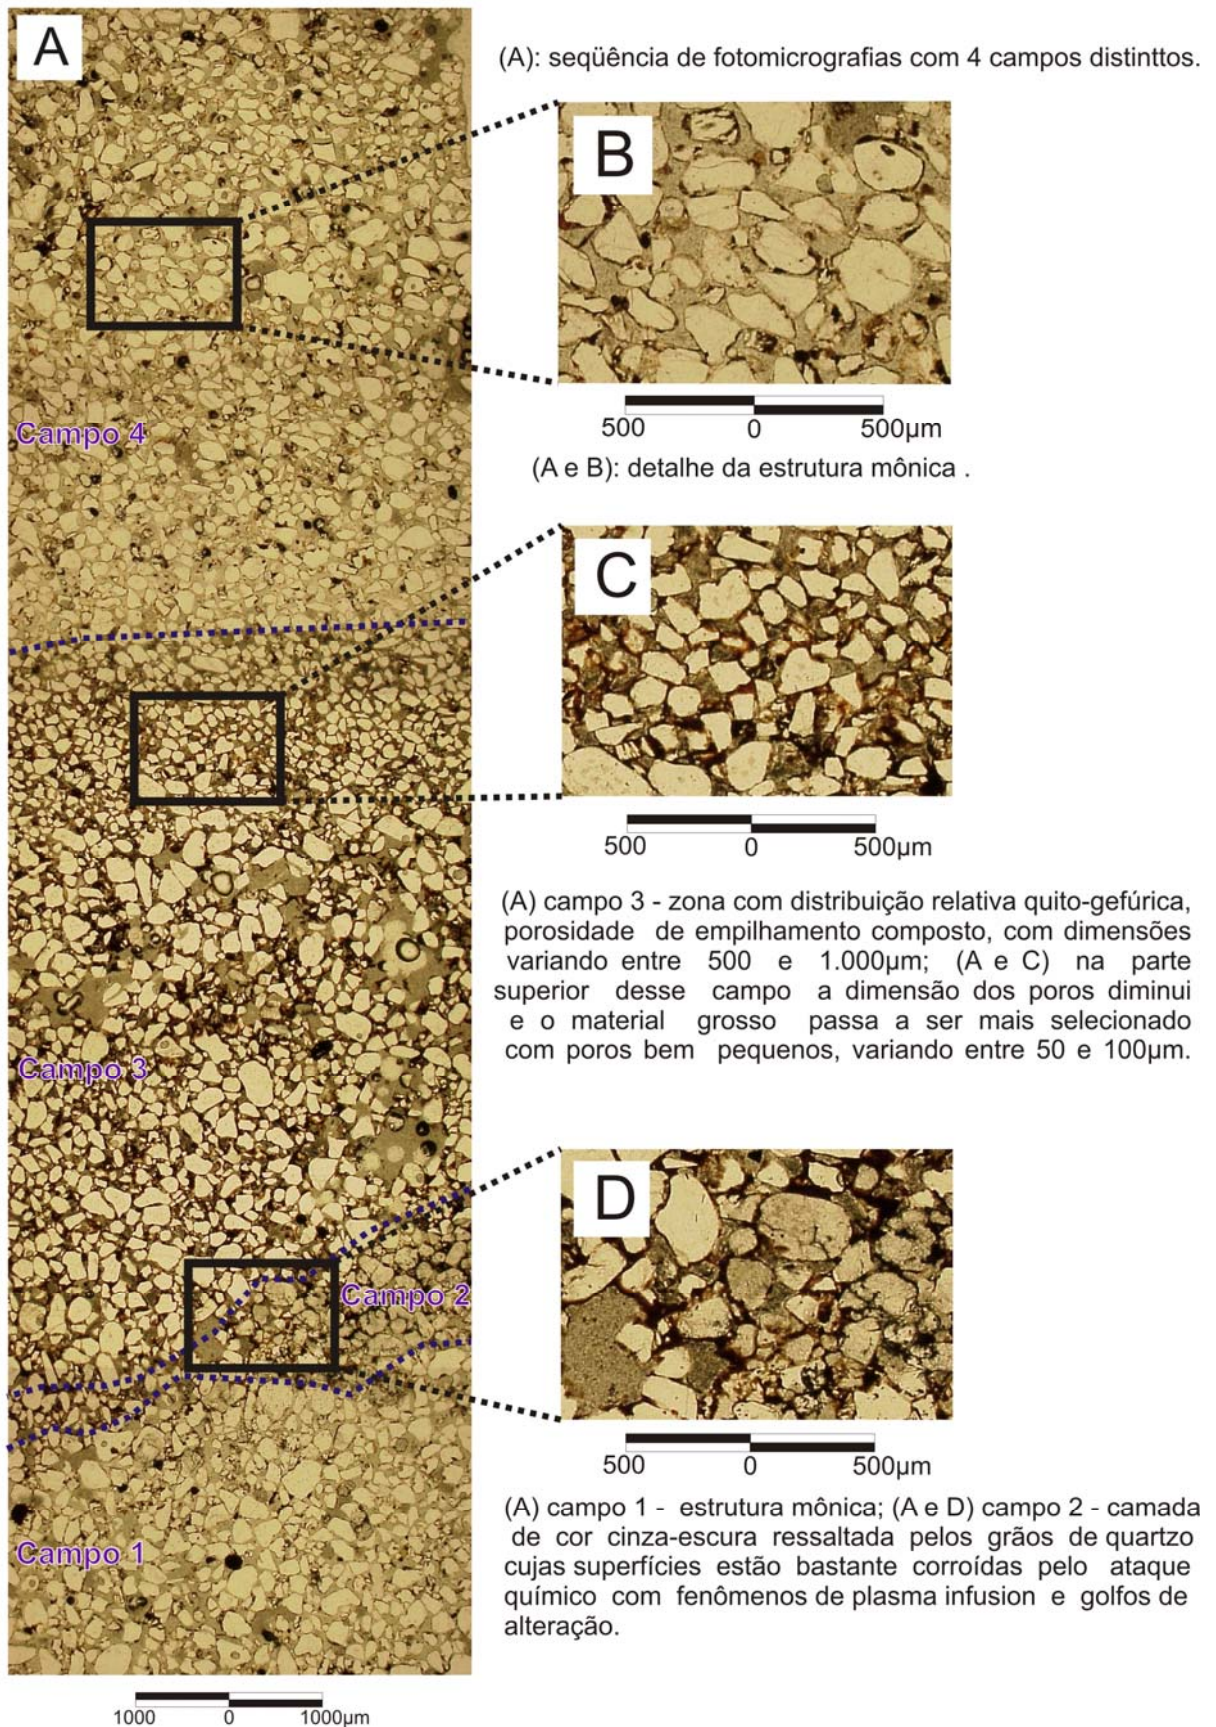 A
(A): seqüência de fotomicrografias com 4 campos distinttos.
B
500 0 500µm
(A e B): detalhe da estrutura mônica .
Campo 4
C
500 0 500µm
(A) campo 3 - zona com distribuição relativa quito-gefúrica,
porosidade de empilhamento composto, com dimensões
variando entre 500 e 1.000µm; (A e C) na parte
superior desse campo a dimensão dos poros diminui
e o material grosso passa a ser mais selecionado
com poros bem pequenos, variando entre 50 e 100µm.
Campo 3
D
Campo 2
500 0 500µm
(A) campo 1 - estrutura mônica; (A e D) campo 2 - camada
de cor cinza-escura ressaltada pelos grãos de quartzo
cujas superfícies estão bastante corroídas pelo ataque
químico com fenômenos de plasma infusion e golfos de
alteração.
Campo 1
1000 0 1000µm